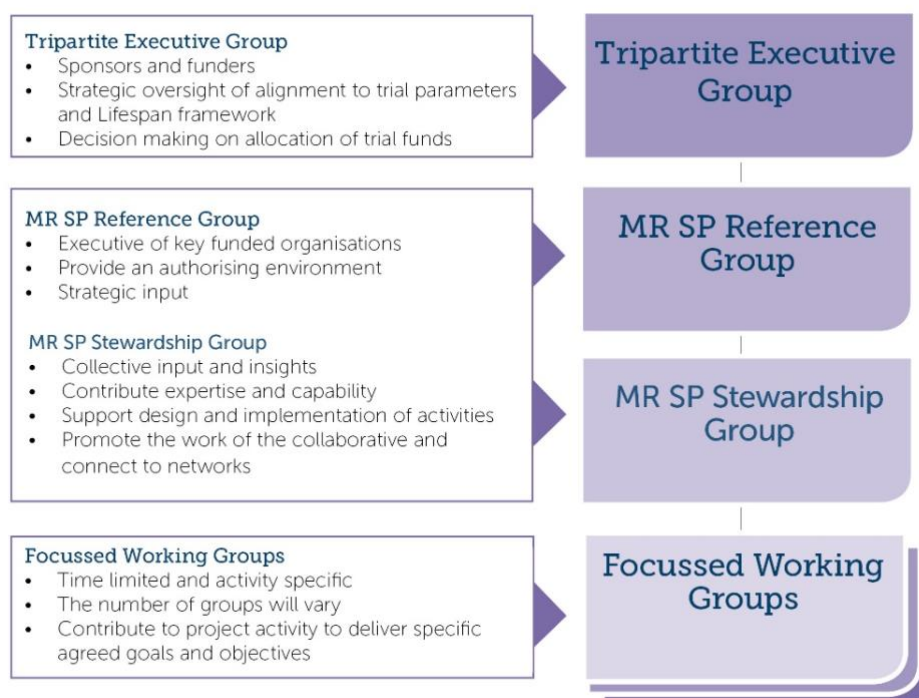 Tripartite Executive Group
• Sponsors and funders
• Strategic oversight of alignment to trial parameters
and Lifespan framework
• Decision making on allocation of trial funds
Tripartite Executive
Group
MR SP Reference Group
• Executive of key funded organisations
• Provide an authorising environment
• Strategic input
MR SP Reference
Group
MR SP Stewardship Group
• Collective input and insights
• Contribute expertise and capability
• Support design and implementation of activities
• Promote the work of the collaborative and
connect to networks
MR SP Stewardship
Group
Focussed Working Groups
• Time limited and activity specific
• The number of groups will vary
• Contribute to project activity to deliver specific
agreed goals and objectives
Focussed Working
Groups